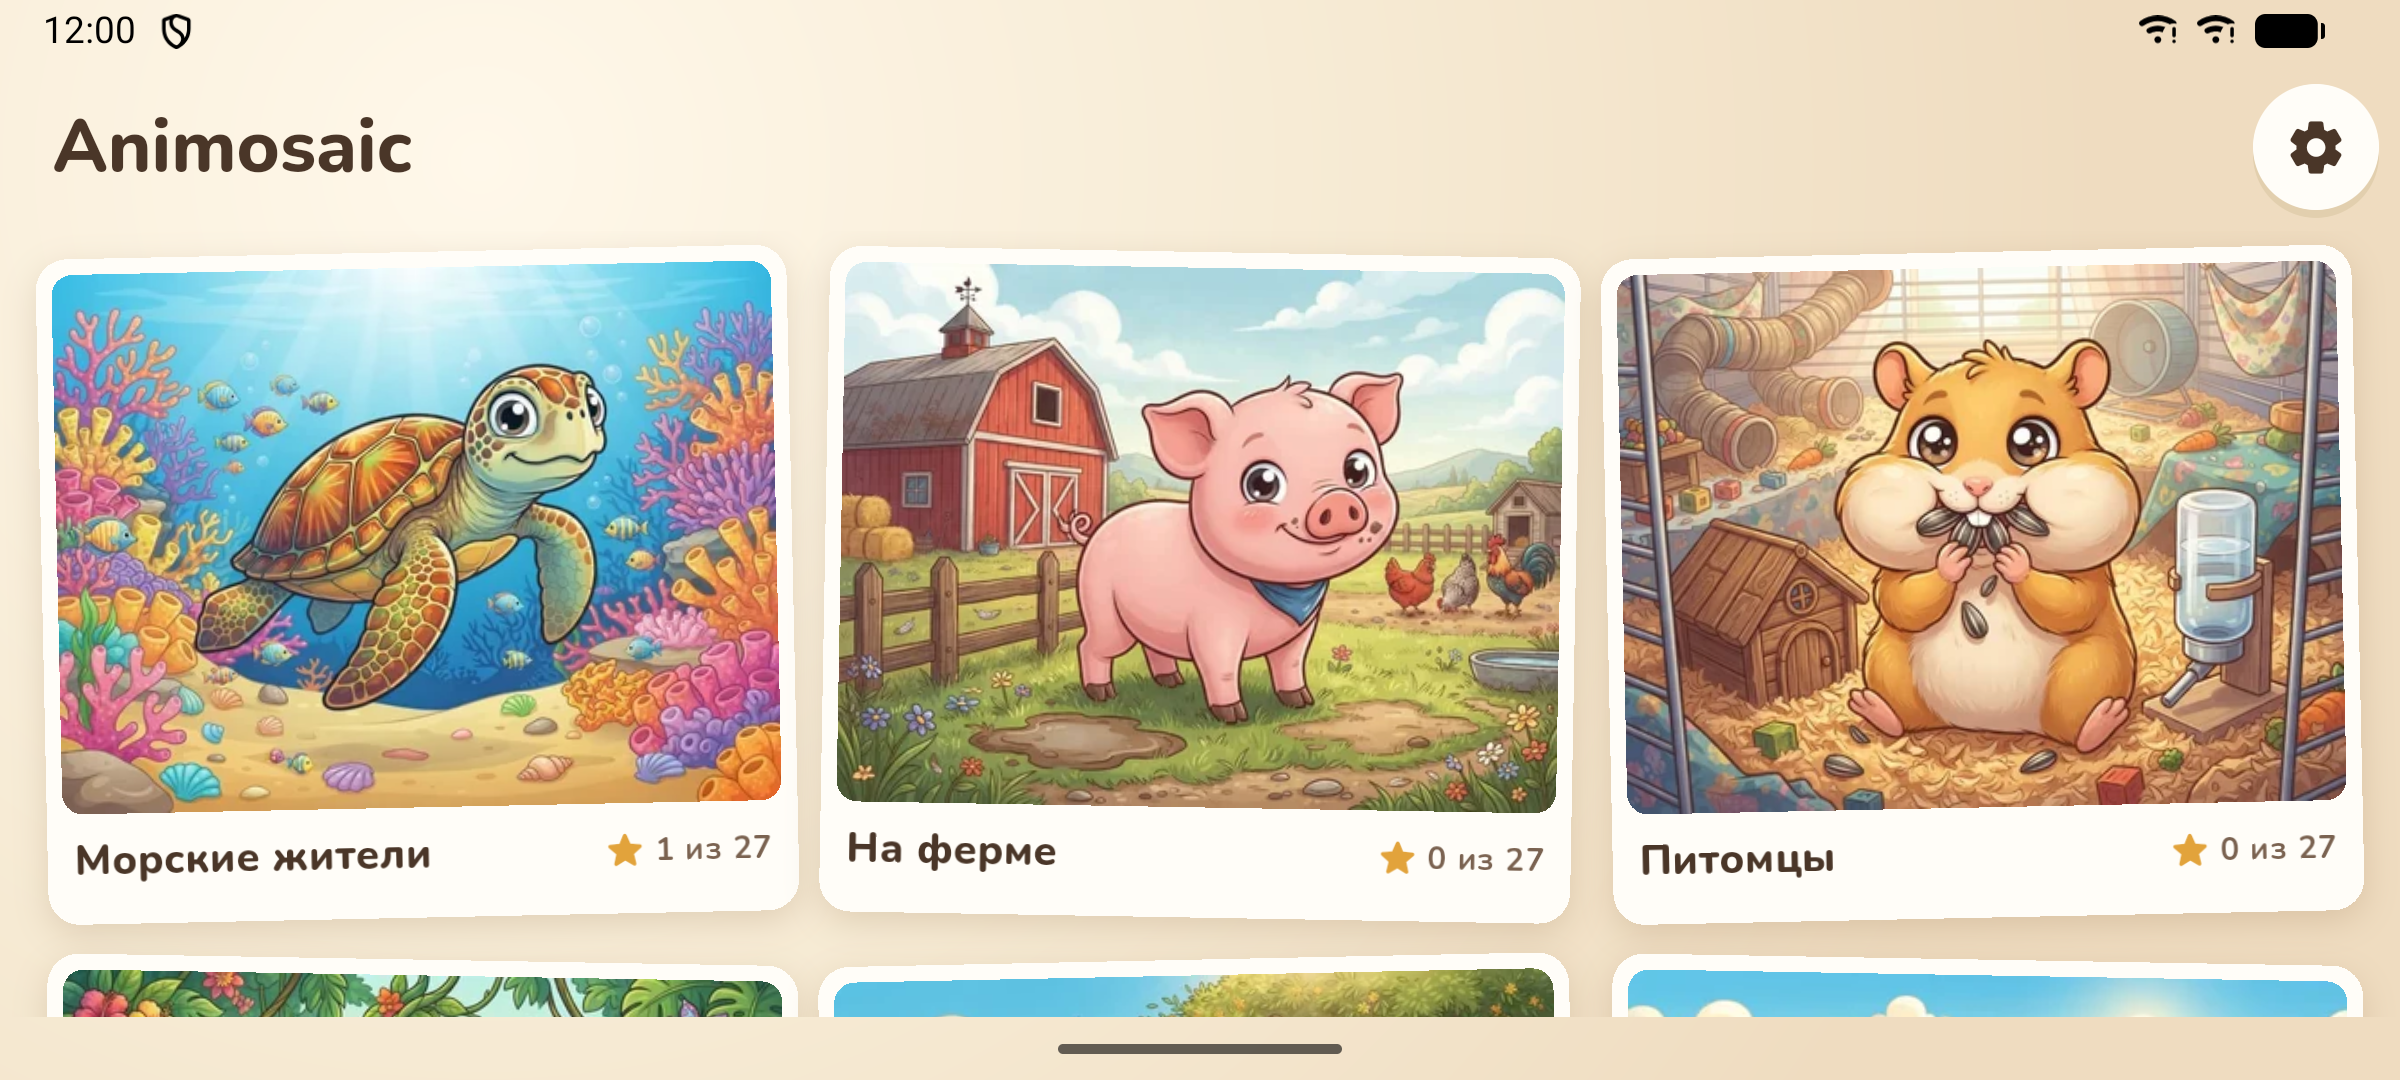 12:00
Animosaic
Морские жители
1 из 27
На ферме
0 из 27
Питомцы
0 из 27